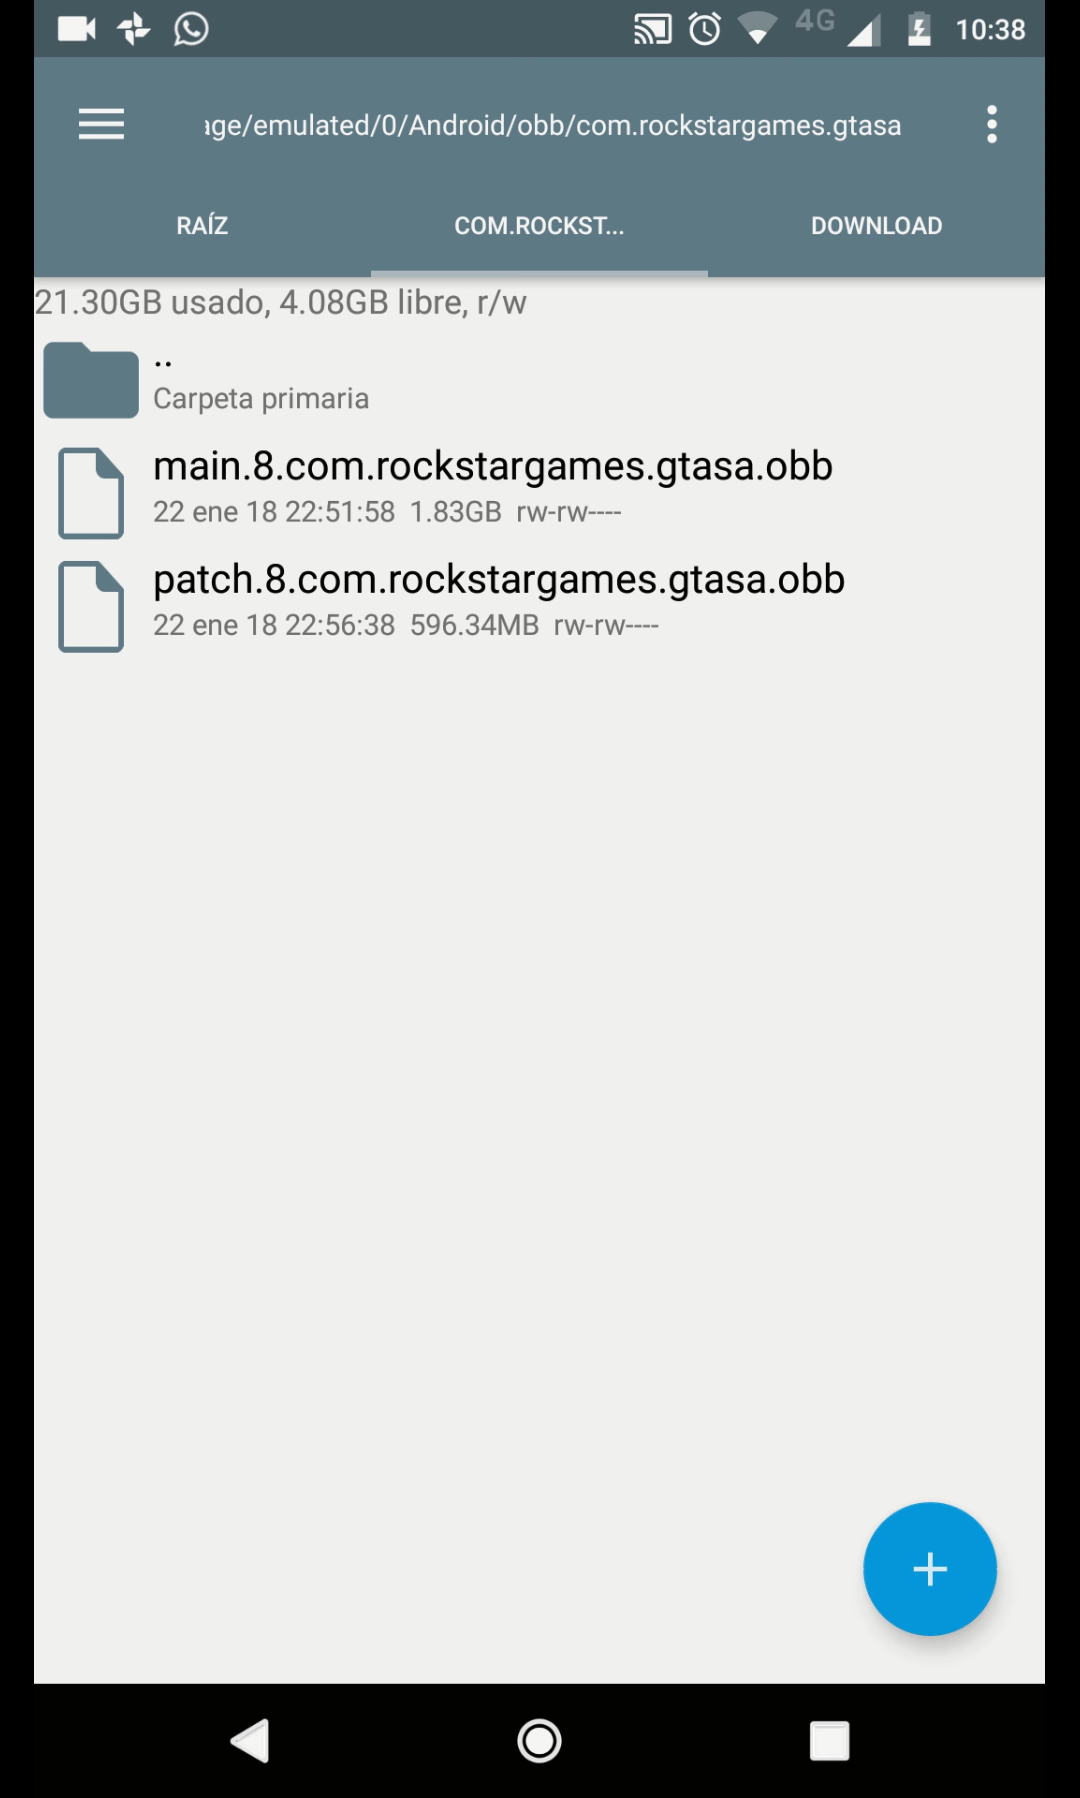 4G 10:38
age/emulated/0/Android/obb/com.rockstargames.gtasa
RAÍZ COM.ROCKST... DOWNLOAD
21.30GB usado, 4.08GB libre, r/w
..
Carpeta primaria
main.8.com.rockstargames.gtasa.obb
22 ene 18 22:51:58 1.83GB rw-rw----
patch.8.com.rockstargames.gtasa.obb
22 ene 18 22:56:38 596.34MB rw-rw----